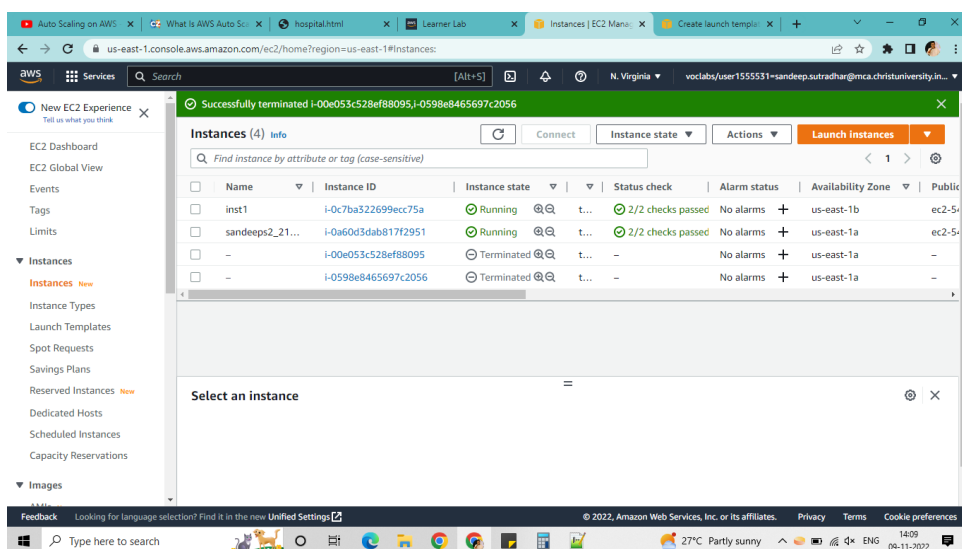 Auto Scaling on AWS What Is AWS Auto Sca hospital.html Learner Lab Instances | EC2 Manag Create launch templat
us-east-1.console.aws.amazon.com/ec2/home?region=us-east-1#Instances:
aws Services Search [Alt+S] N. Virginia voclabs/user1555531=sandeep.sutradhar@mca.christuniversity.in...
New EC2 Experience
Tell us what you think
EC2 Dashboard
EC2 Global View
Events
Tags
Limits
Instances
Instances New
Instance Types
Launch Templates
Spot Requests
Savings Plans
Reserved Instances New
Dedicated Hosts
Scheduled Instances
Capacity Reservations
Images
Successfully terminated i-00e053c528ef88095,i-0598e8465697c2056
Instances (4) Info Connect Instance state Actions Launch instances
Find instance by attribute or tag (case-sensitive) 1
Name Instance ID Instance state Status check Alarm status Availability Zone Public
inst1 i-0c7ba322699ecc75a Running t... 2/2 checks passed No alarms + us-east-1b ec2-54
sandeeps2_21... i-0a60d3dab817f2951 Running t... 2/2 checks passed No alarms + us-east-1a ec2-54
– i-00e053c528ef88095 Terminated t... – No alarms + us-east-1a –
– i-0598e8465697c2056 Terminated t... – No alarms + us-east-1a –
Select an instance
Feedback Looking for language selection? Find it in the new Unified Settings © 2022, Amazon Web Services, Inc. or its affiliates. Privacy Terms Cookie preferences
Type here to search 27°C Partly sunny ENG 14:09
09-11-2022